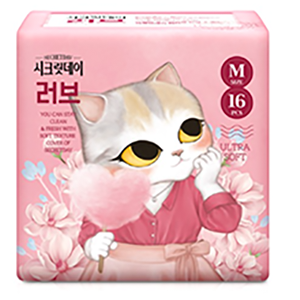 시크릿데이
러브
YOU CAN STAY
CLEAN
& FRESH WITH
SOFT TEXTURE
COVER OF
SECRET DAY
M
SIZE
16
PCS
ULTRA
SOFT